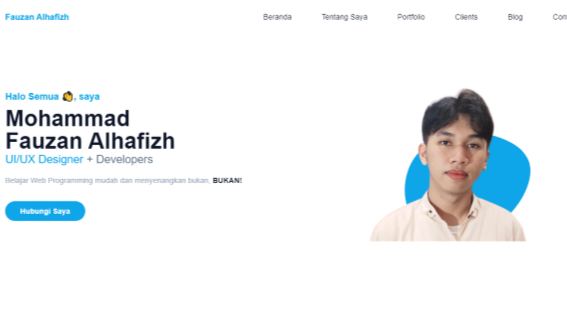 Fauzan Alhafizh
Beranda Tentang Saya Portfolio Clients Blog Con
Halo Semua 👋, saya
Mohammad
Fauzan Alhafizh
UI/UX Designer + Developers
Belajar Web Programming mudah dan menyenangkan bukan, BUKAN!
Hubungi Saya